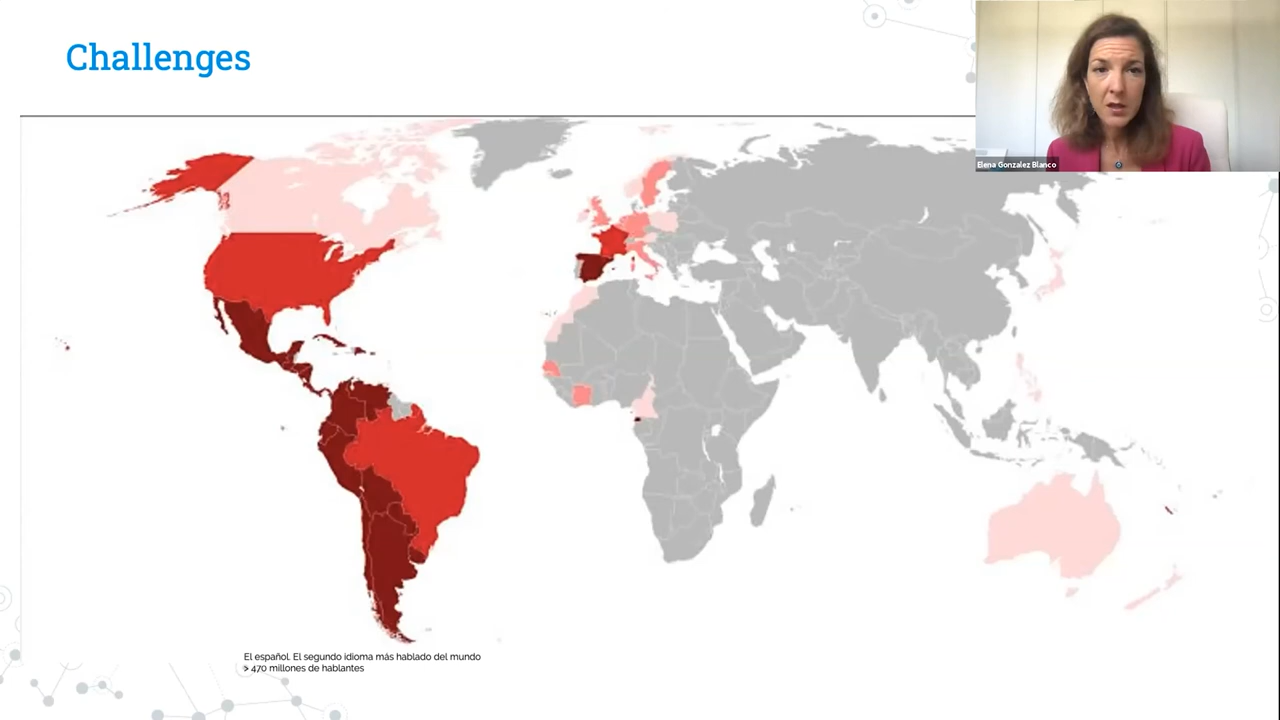 Challenges
Elena Gonzalez Blanco
El español. El segundo idioma más hablado del mundo
> 470 millones de hablantes